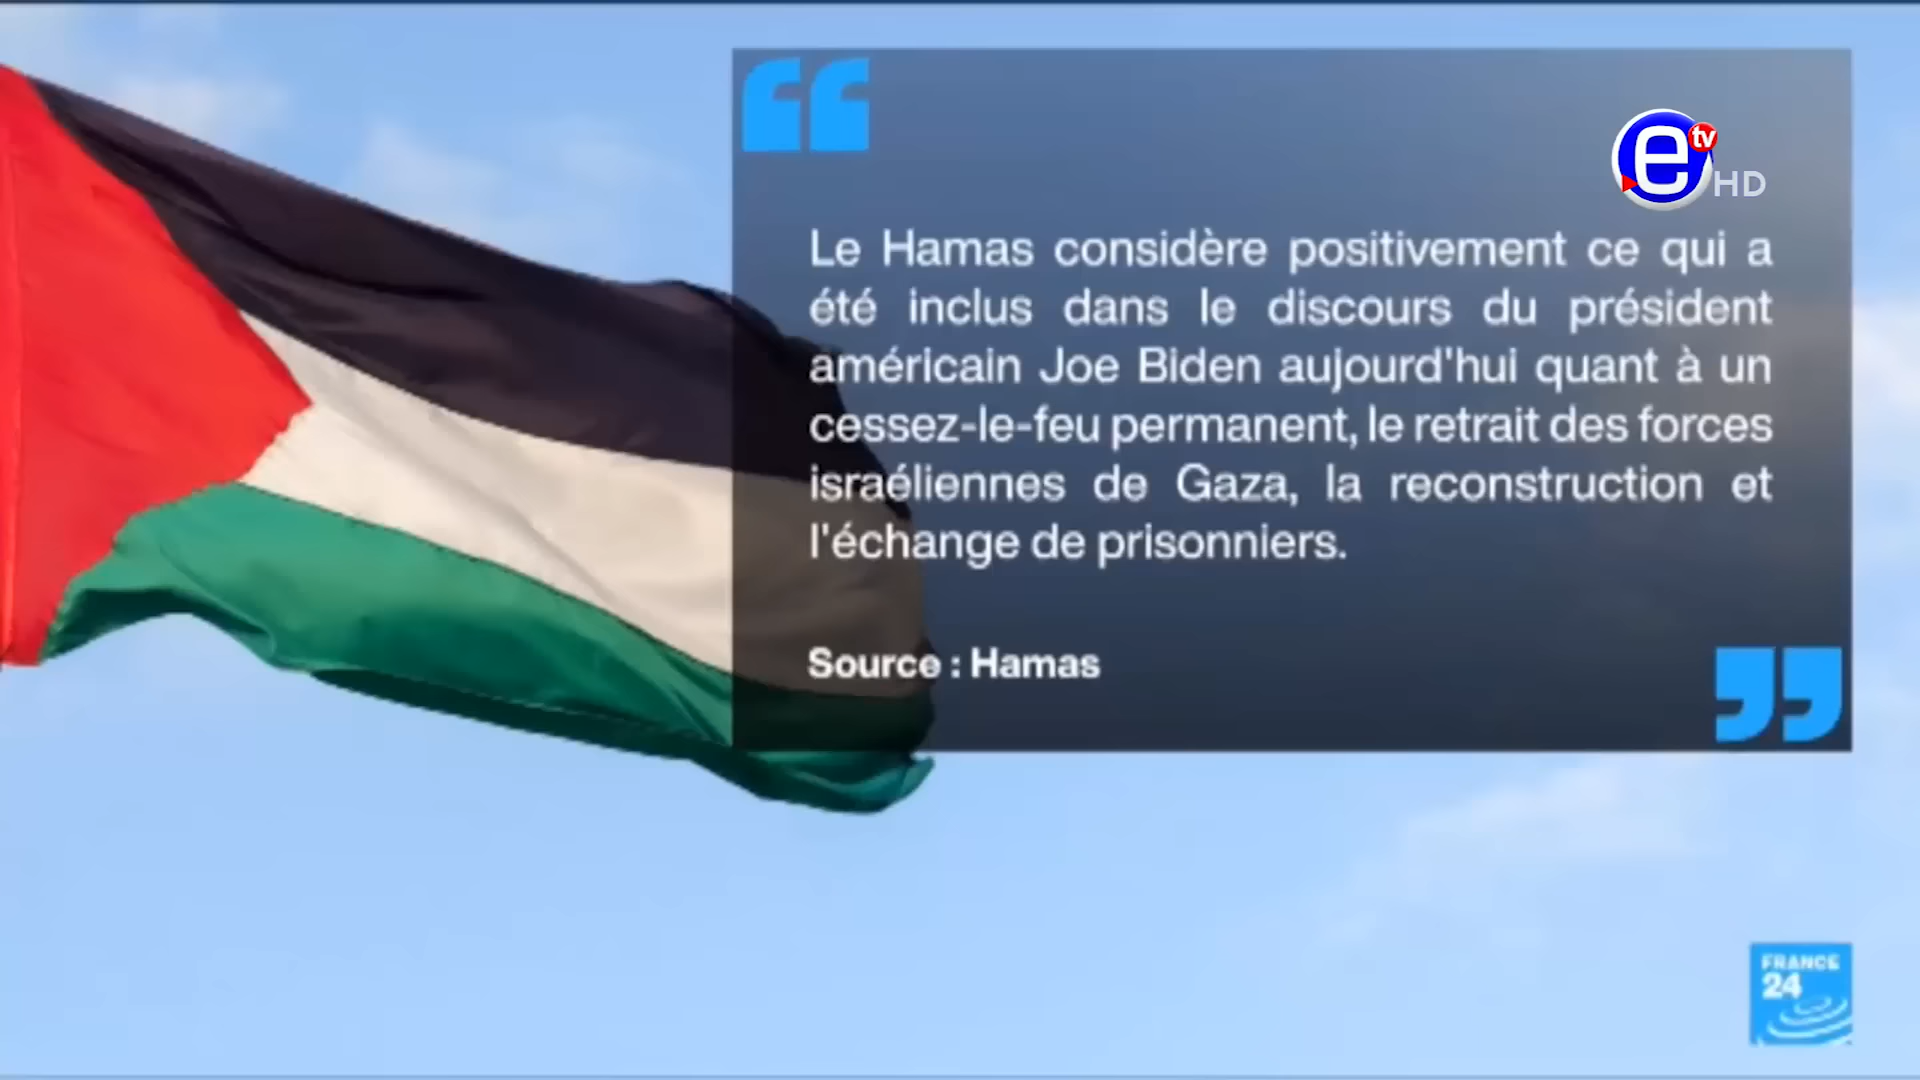 e tv HD
Le Hamas considère positivement ce qui a
été inclus dans le discours du président
américain Joe Biden aujourd'hui quant à un
cessez-le-feu permanent, le retrait des forces
israéliennes de Gaza, la reconstruction et
l'échange de prisonniers.
Source : Hamas
FRANCE
24